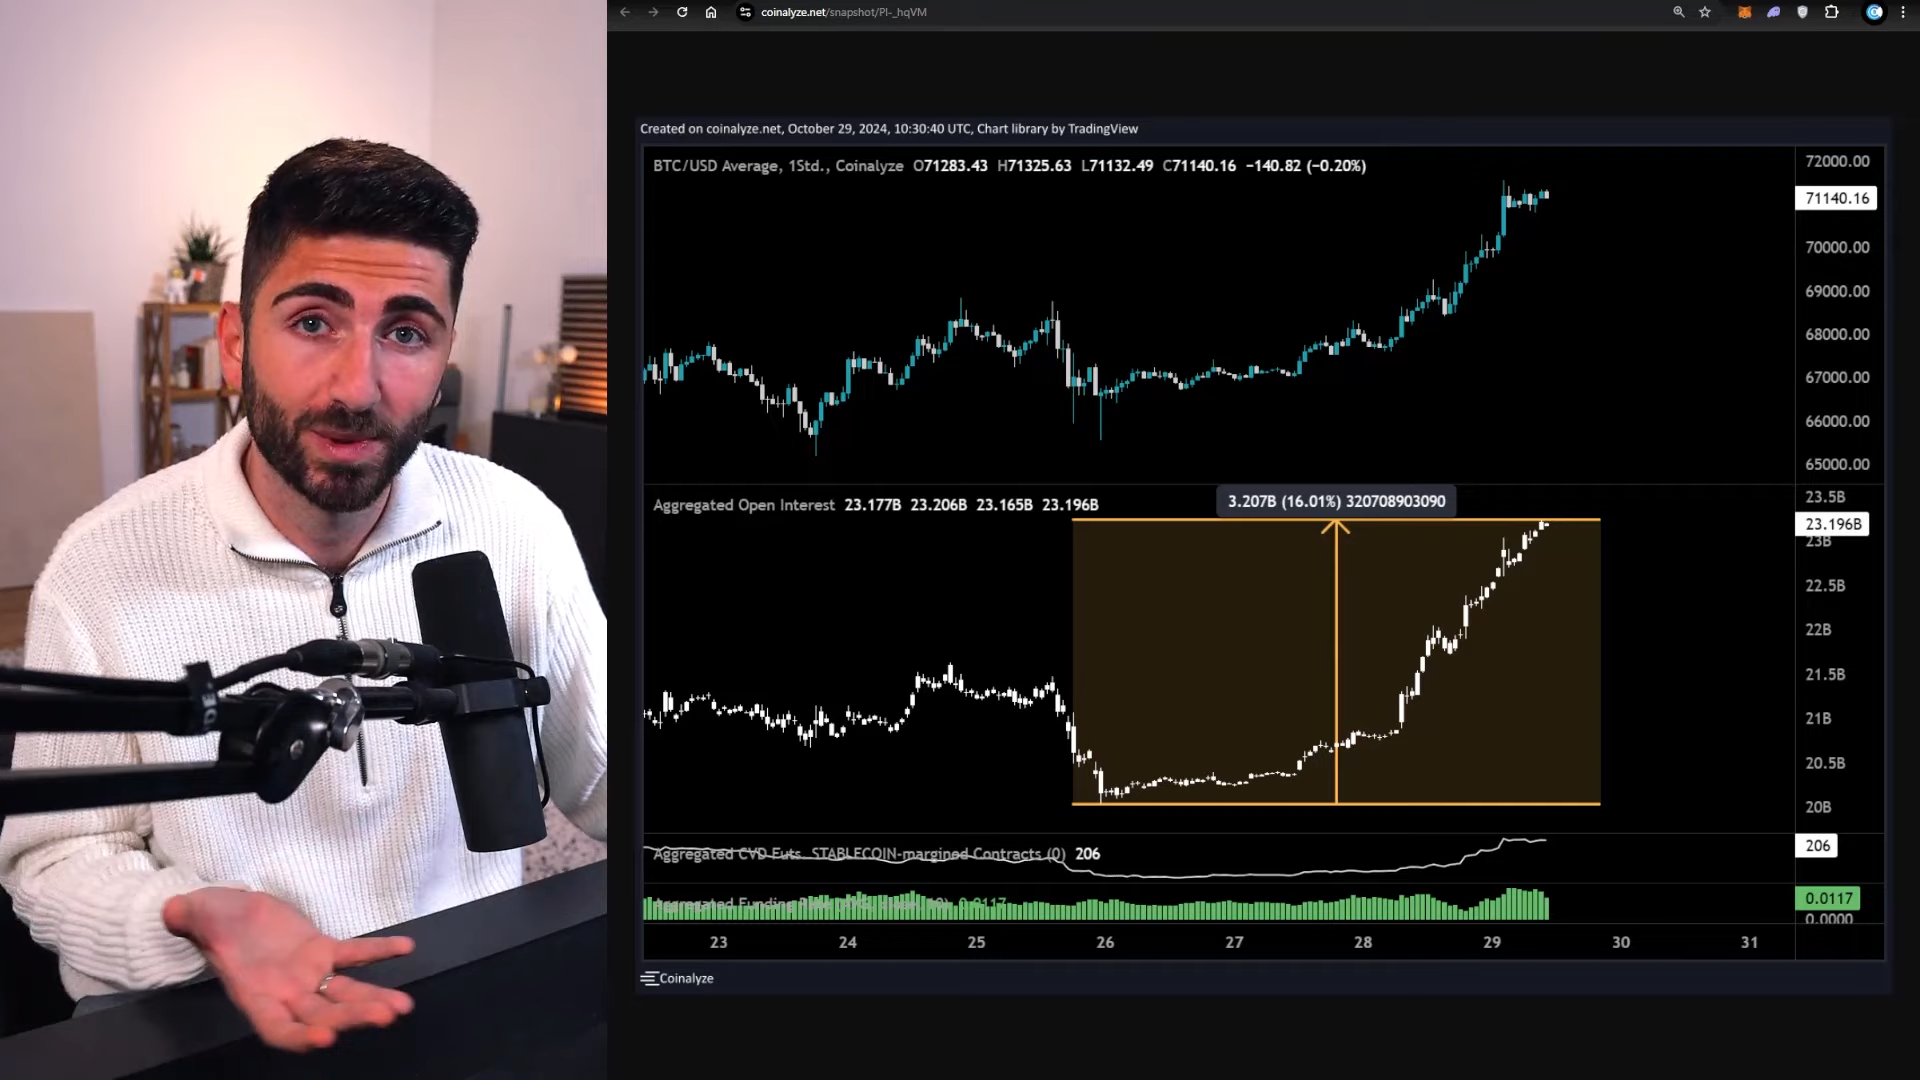 coinalyze.net/snapshot/Pl-_hqVM
Created on coinalyze.net, October 29, 2024, 10:30:40 UTC, Chart library by TradingView
BTC/USD Average, 1Std., Coinalyze O71283.43 H71325.63 L71132.49 C71140.16 −140.82 (−0.20%)
72000.00
71140.16
70000.00
69000.00
68000.00
67000.00
66000.00
65000.00
Aggregated Open Interest 23.177B 23.206B 23.165B 23.196B
3.207B (16.01%) 320708903090
23.5B
23.196B
23B
22.5B
22B
21.5B
21B
20.5B
20B
Aggregated CVD Futs, STABLECOIN-margined Contracts (0) 206
206
Aggregated Funding 0.0117
0.0117
0.0000
23 24 25 26 27 28 29 30 31
Coinalyze